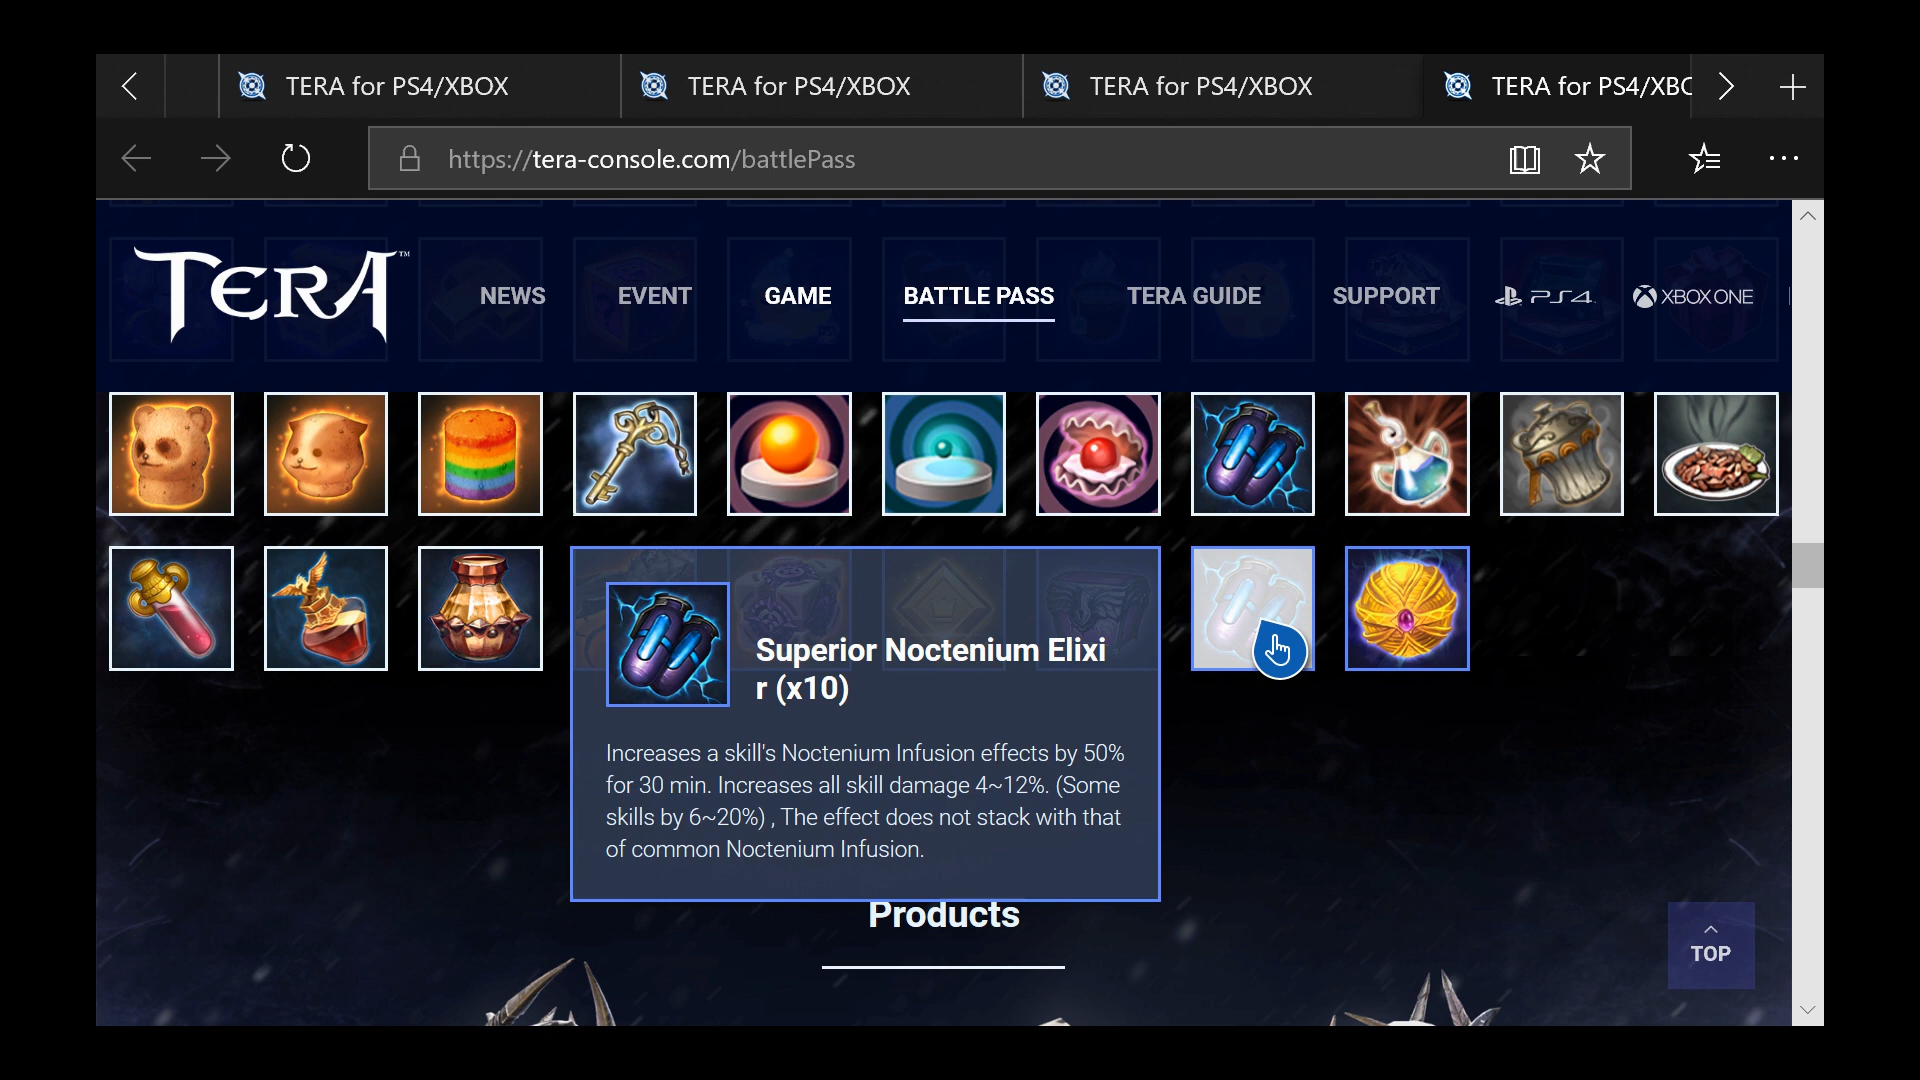 TERA for PS4/XBOX
TERA for PS4/XBOX
TERA for PS4/XBOX
TERA for PS4/XBC
https://tera-console.com/battlePass
TERA™
NEWS
EVENT
GAME
BATTLE PASS
TERA GUIDE
SUPPORT
PS4
XBOX ONE
Superior Noctenium Elixi
r (x10)
Increases a skill's Noctenium Infusion effects by 50%
for 30 min. Increases all skill damage 4~12%. (Some
skills by 6~20%) , The effect does not stack with that
of common Noctenium Infusion.
Products
TOP